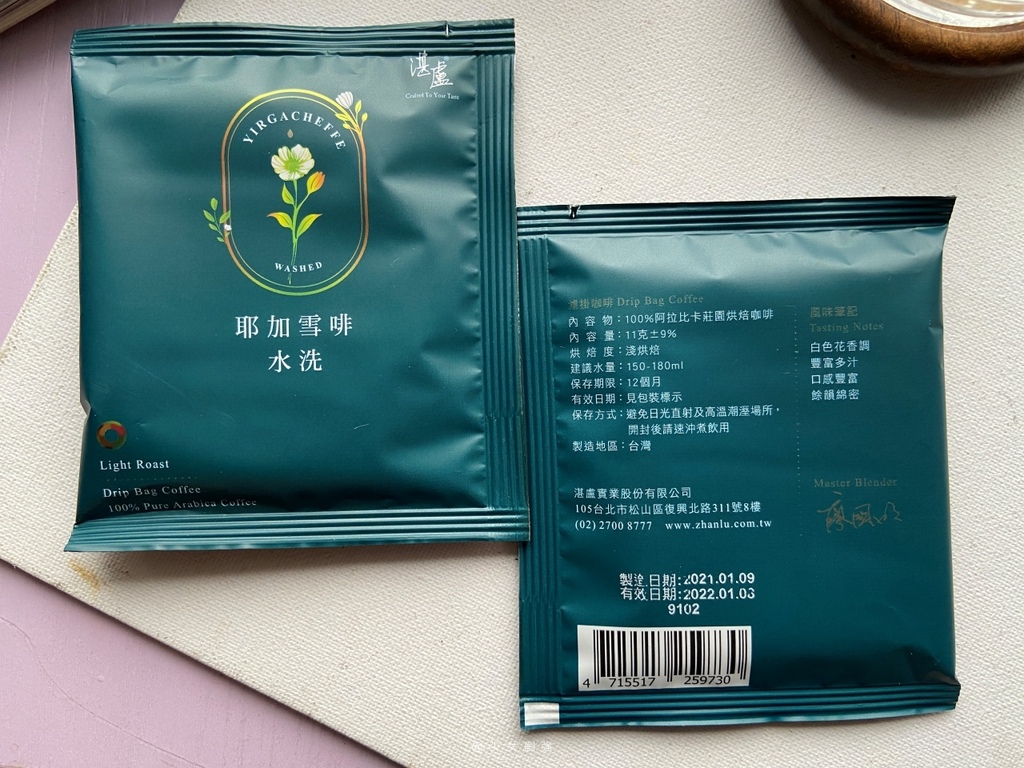 湛盧
Crafted To Your Taste
YIRGACHEFFE
WASHED
耶加雪啡
水洗
Light Roast
Drip Bag Coffee
100% Pure Arabica Coffee
濾掛咖啡 Drip Bag Coffee
內容物：100%阿拉比卡莊園烘焙咖啡
內容量：11克±9%
烘焙度：淺烘焙
建議水量：150-180ml
保存期限：12個月
有效日期：見包裝標示
保存方式：避免日光直射及高溫潮溼場所，
開封後請速沖煮飲用
製造地區：台灣
風味筆記
Tasting Notes
白色花香調
豐富多汁
口感豐富
餘韻綿密
Master Blender
湛盧實業股份有限公司
105台北市松山區復興北路311號8樓
(02) 2700 8777 www.zhanlu.com.tw
製造日期:2021.01.09
有效日期:2022.01.03
9102
4 715517 259730